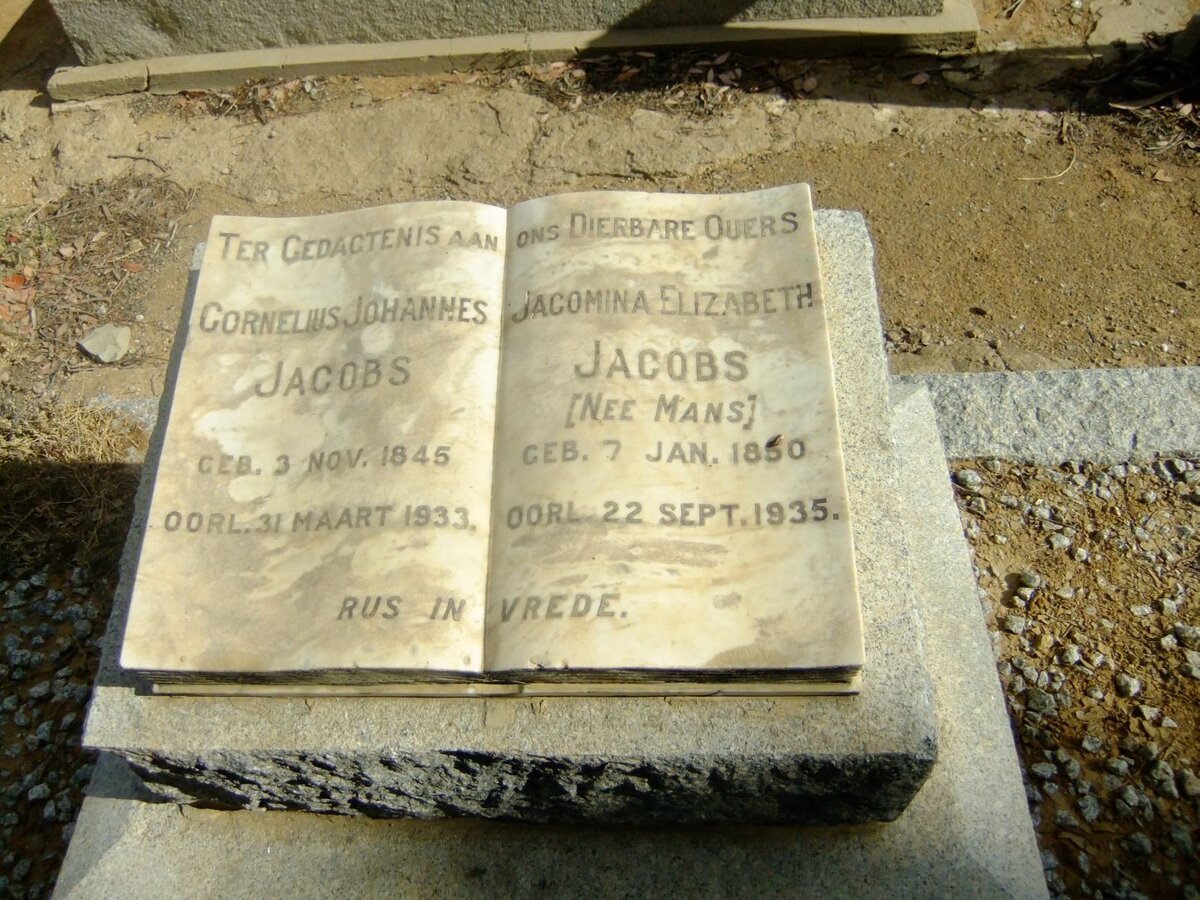 TER GEDACTENIS AAN ONS DIERBARE OUERS
CORNELIUS JOHANNES
JACOBS
GEB. 3 NOV. 1845
OORL. 31 MAART 1933.
JACOMINA ELIZABETH
JACOBS
[NEE MANS]
GEB. 7 JAN. 1850
OORL. 22 SEPT. 1935.
RUS IN VREDE.